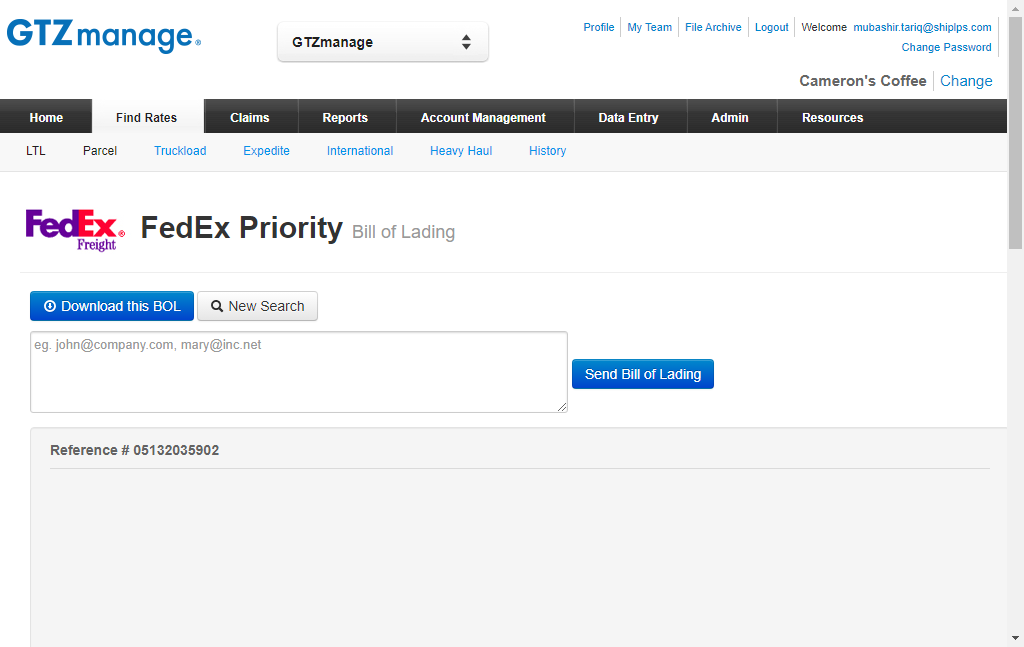 GTZmanage®
GTZmanage
Profile My Team File Archive Logout Welcome mubashir.tariq@shiplps.com
Change Password
Cameron's Coffee Change
Home Find Rates Claims Reports Account Management Data Entry Admin Resources
LTL Parcel Truckload Expedite International Heavy Haul History
FedEx® Freight
FedEx Priority Bill of Lading
Download this BOL New Search
eg. john@company.com, mary@inc.net
Send Bill of Lading
Reference # 05132035902